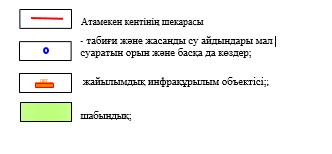 Атамекен кентінің шекарасы
- табиғи және жасанды су айдындары мал
суаратын орын және басқа да көздер;
жайылымдық инфрақұрылым объектісі;,
шабындық;